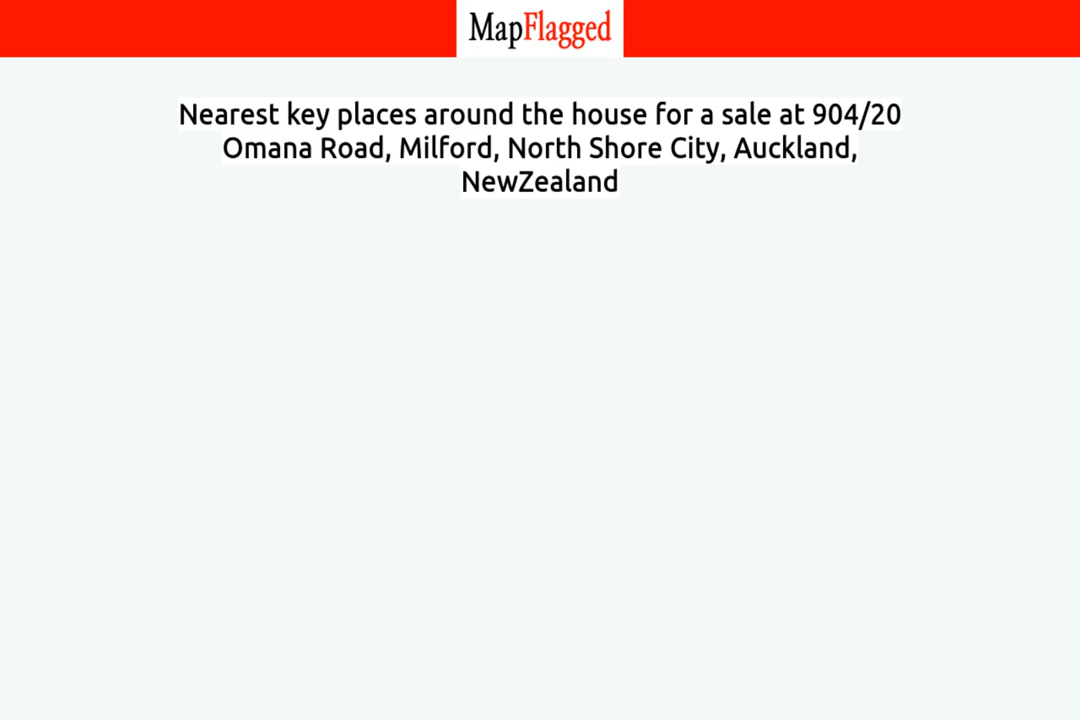 MapFlagged
Nearest key places around the house for a sale at 904/20
Omana Road, Milford, North Shore City, Auckland,
NewZealand